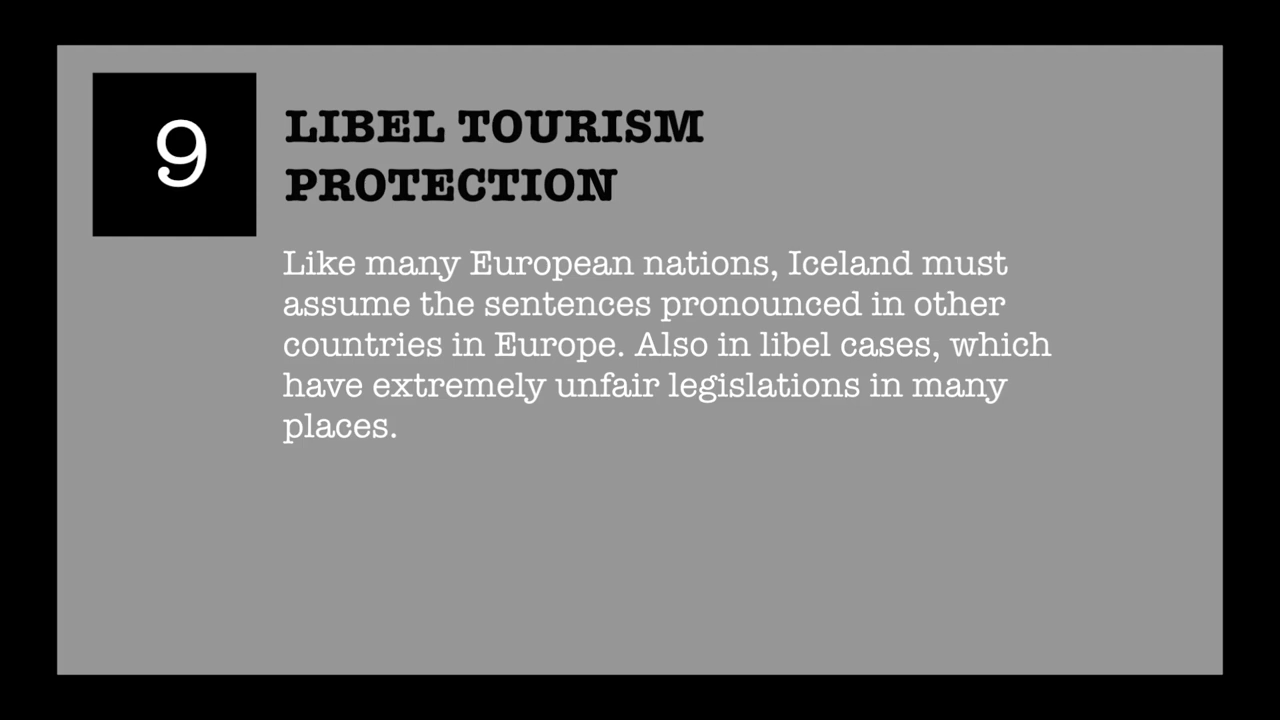 9
LIBEL TOURISM
PROTECTION
Like many European nations, Iceland must
assume the sentences pronounced in other
countries in Europe. Also in libel cases, which
have extremely unfair legislations in many
places.